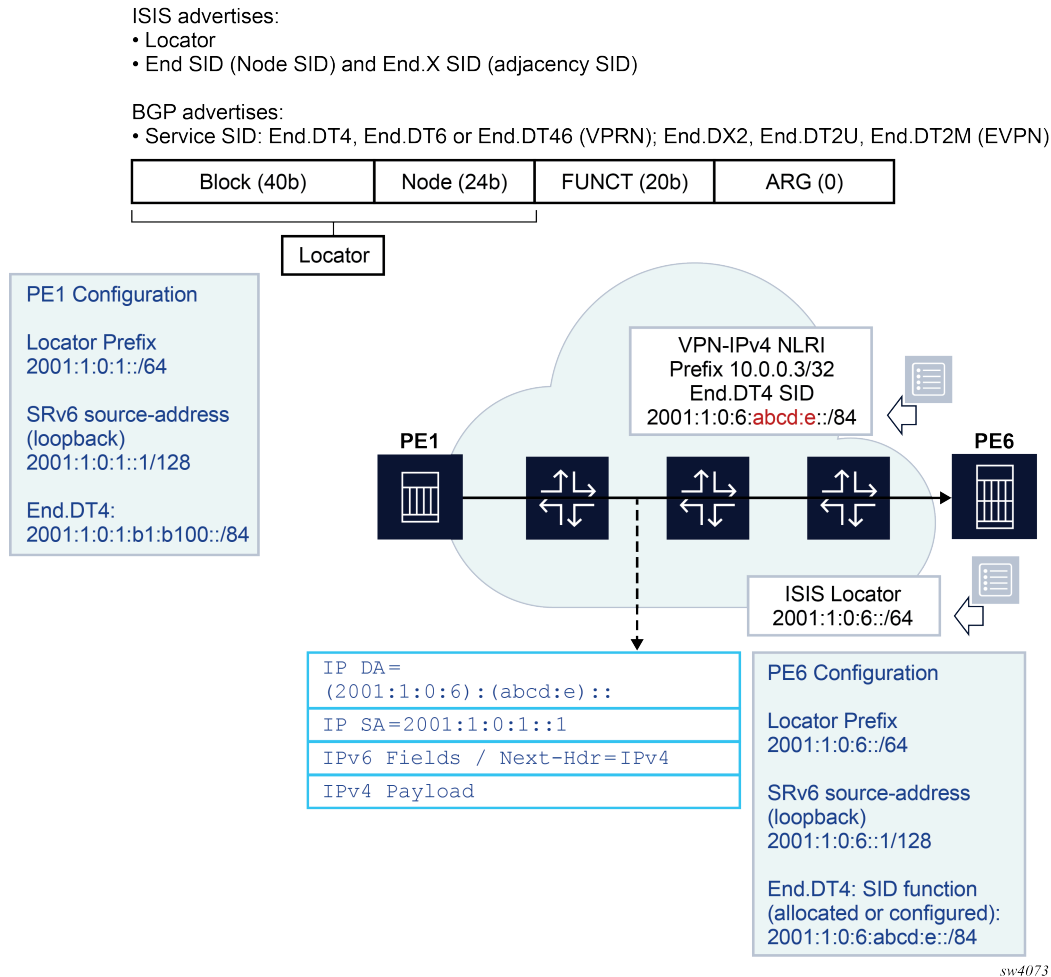 ISIS advertises:
• Locator
• End SID (Node SID) and End.X SID (adjacency SID)
BGP advertises:
• Service SID: End.DT4, End.DT6 or End.DT46 (VPRN); End.DX2, End.DT2U, End.DT2M (EVPN)
Block (40b) Node (24b) FUNCT (20b) ARG (0)
Locator
PE1 Configuration
Locator Prefix
2001:1:0:1::/64
SRv6 source-address
(loopback)
2001:1:0:1::1/128
End.DT4:
2001:1:0:1:b1:b100::/84
VPN-IPv4 NLRI
Prefix 10.0.0.3/32
End.DT4 SID
2001:1:0:6:abcd:e::/84
PE1
PE6
ISIS Locator
2001:1:0:6::/64
IP DA=
(2001:1:0:6):(abcd:e)::
IP SA=2001:1:0:1::1
IPv6 Fields / Next-Hdr=IPv4
IPv4 Payload
PE6 Configuration
Locator Prefix
2001:1:0:6::/64
SRv6 source-address
(loopback)
2001:1:0:6::1/128
End.DT4: SID function
(allocated or configured):
2001:1:0:6:abcd:e::/84
sw4073